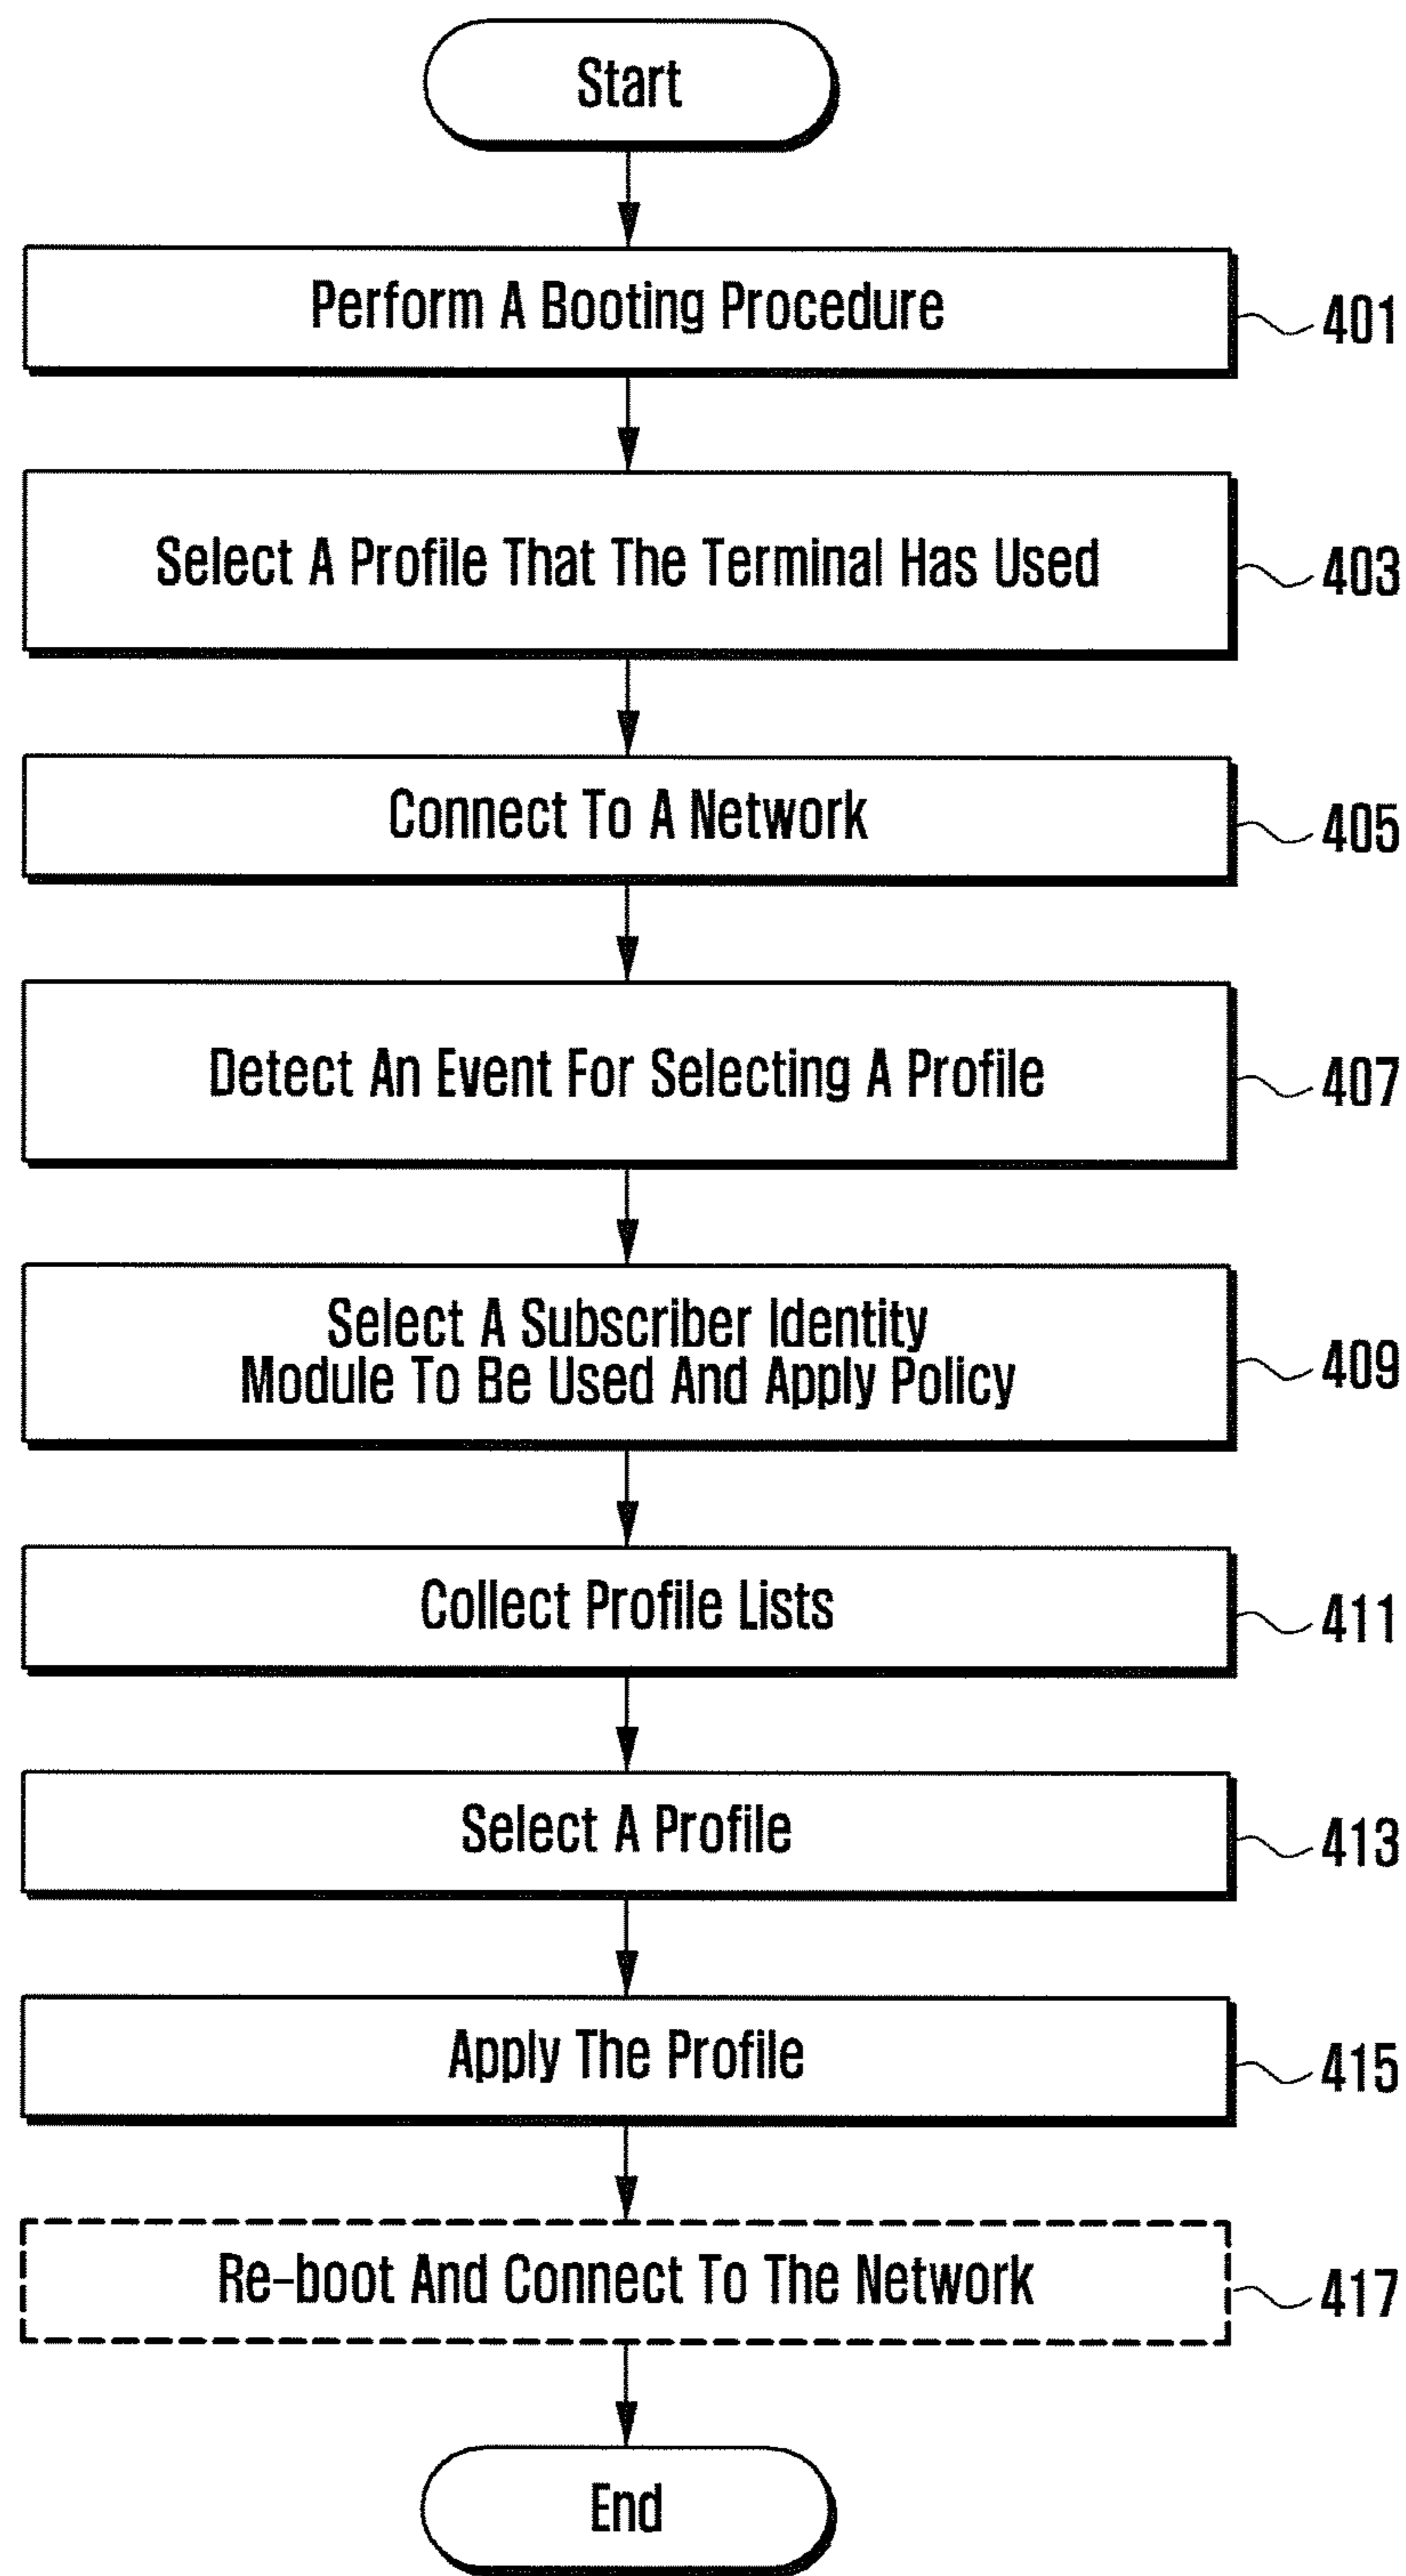 Start
Perform A Booting Procedure
401
Select A Profile That The Terminal Has Used
403
Connect To A Network
405
Detect An Event For Selecting A Profile
407
Select A Subscriber Identity
Module To Be Used And Apply Policy
409
Collect Profile Lists
411
Select A Profile
413
Apply The Profile
415
Re-boot And Connect To The Network
417
End